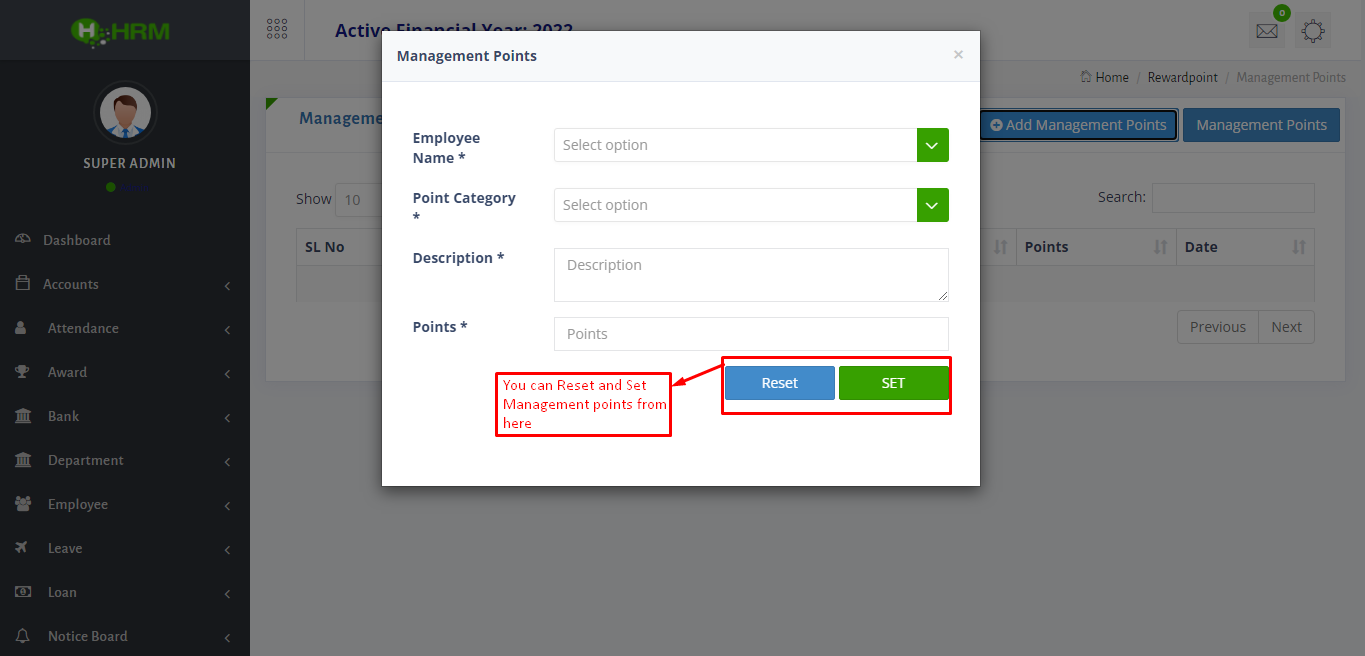 HRM
Active Financial Year: 2022
0
Management Points
×
Home / Rewardpoint / Management Points
SUPER ADMIN
Manageme
Add Management Points
Management Points
Employee
Name *
Select option
Point Category
*
Select option
Show 10
Search:
Description *
Description
SL No
Points
Date
Points *
Points
Previous
Next
Reset
SET
You can Reset and Set
Management points from
here
Dashboard
Accounts
Attendance
Award
Bank
Department
Employee
Leave
Loan
Notice Board